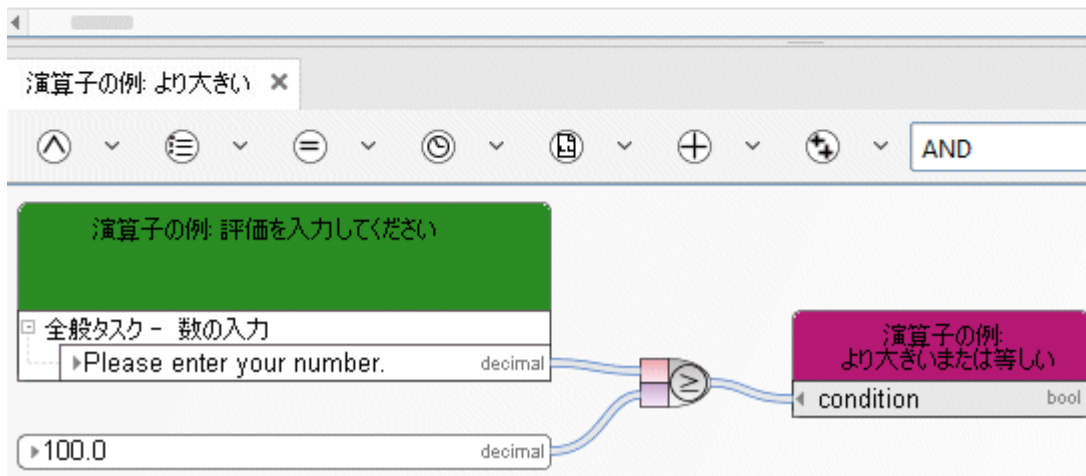 演算子の例: より大きい
AND
演算子の例: 評価を入力してください
全般タスク - 数の入力
Please enter your number. decimal
100.0 decimal
演算子の例:
より大きいまたは等しい
condition bool